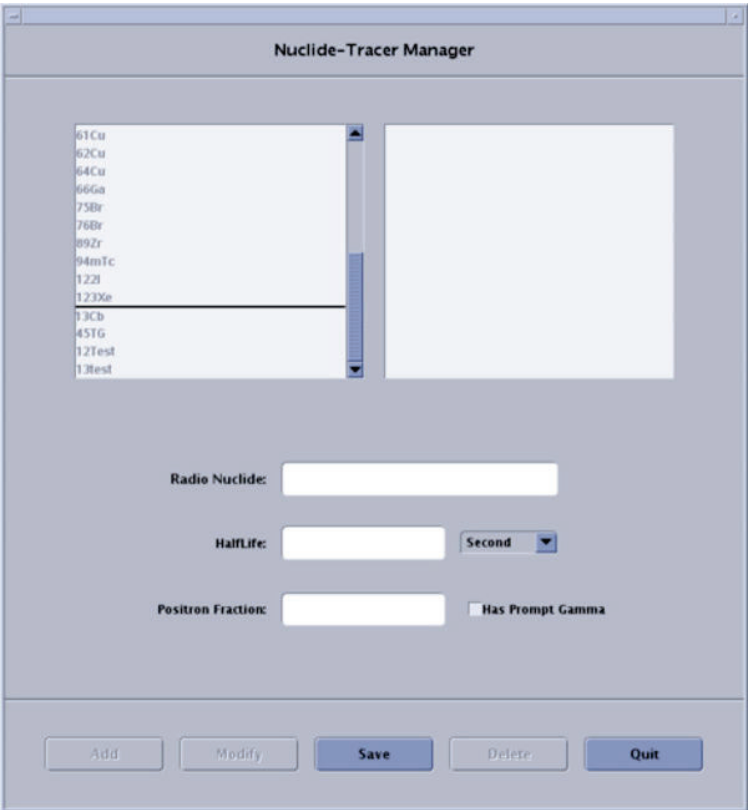 Nuclide-Tracer Manager
61Cu
62Cu
64Cu
66Ga
75Br
76Br
89Zr
94mTc
122I
123Xe
13Cb
45TG
12Test
13test
Radio Nuclide:
HalfLife:
Second
Positron Fraction:
Has Prompt Gamma
Add
Modify
Save
Delete
Quit